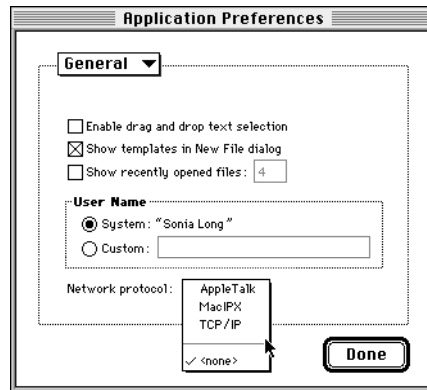 Application Preferences
General
Enable drag and drop text selection
Show templates in New File dialog
Show recently opened files: 4
User Name
System: "Sonia Long"
Custom:
Network protocol:
AppleTalk
MacIPX
TCP/IP
✓ <none>
Done